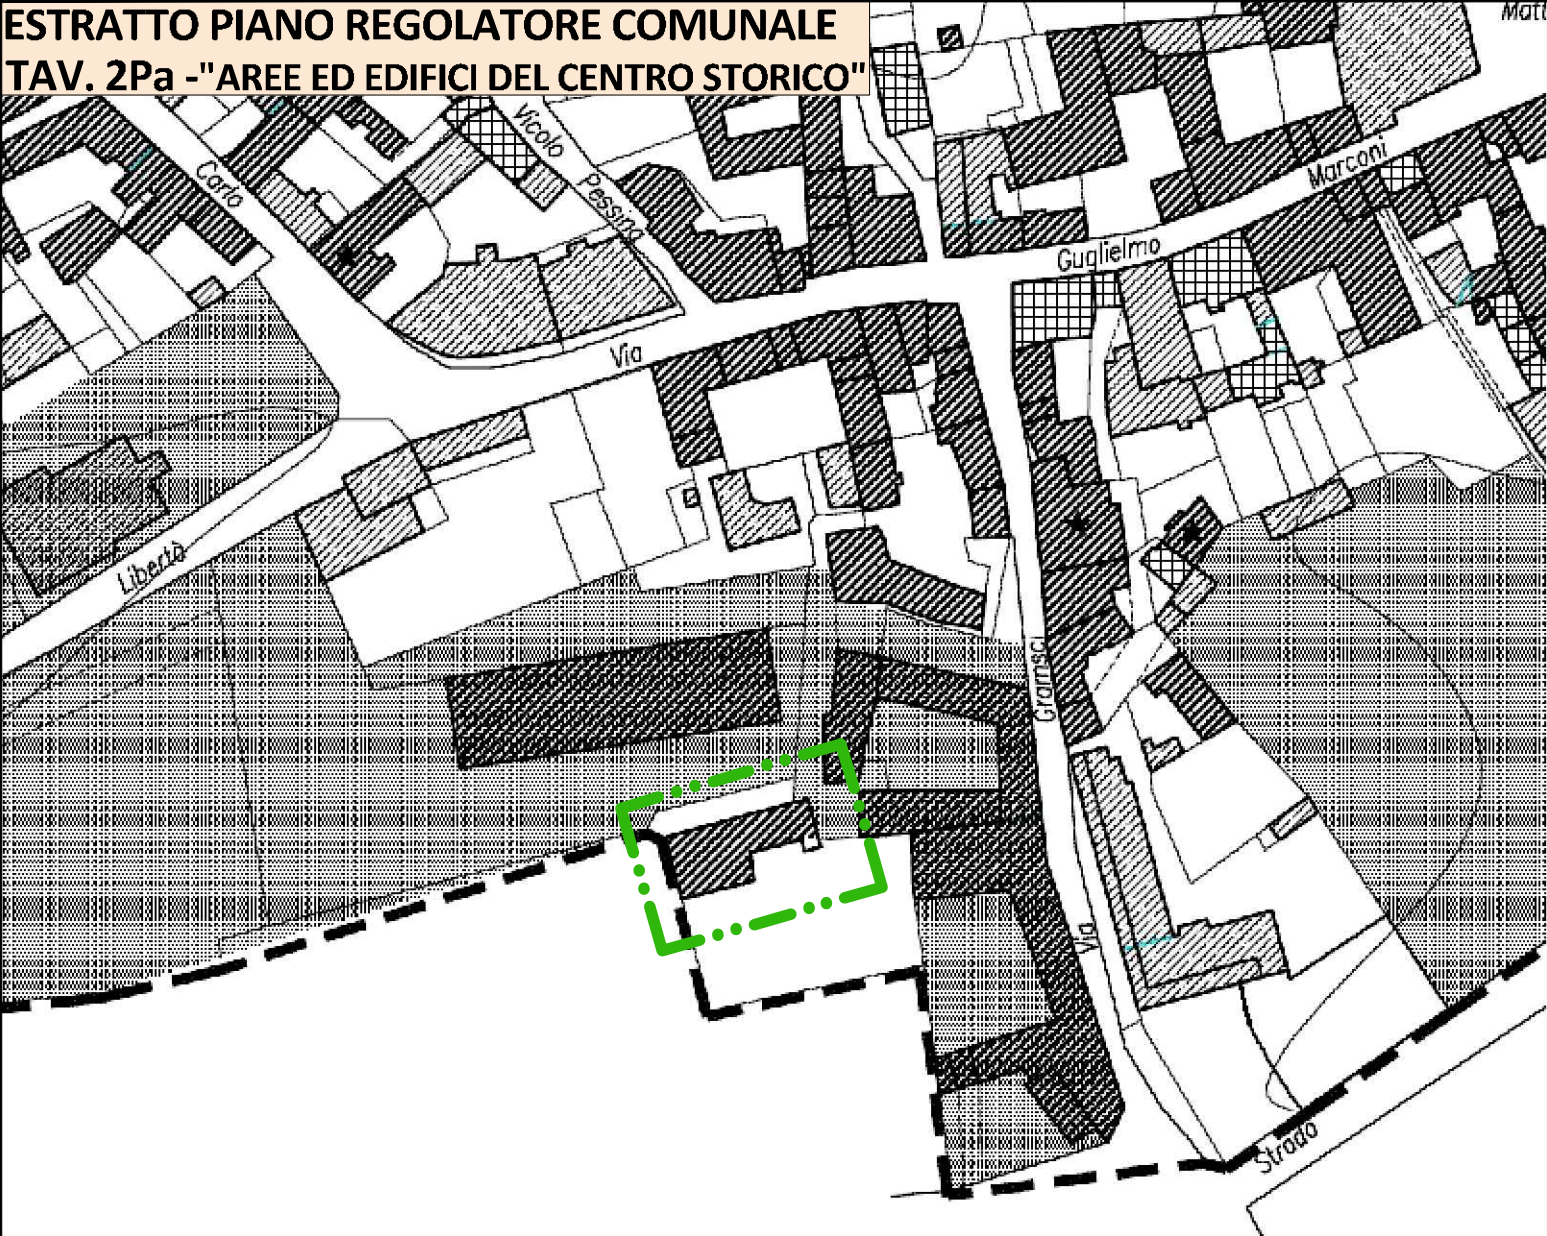 ESTRATTO PIANO REGOLATORE COMUNALE
TAV. 2Pa -"AREE ED EDIFICI DEL CENTRO STORICO"
Matt
Vicolo
Pessina
Carlo
Marconi
Guglielmo
Via
Libertà
Gramsci
Via
Strada